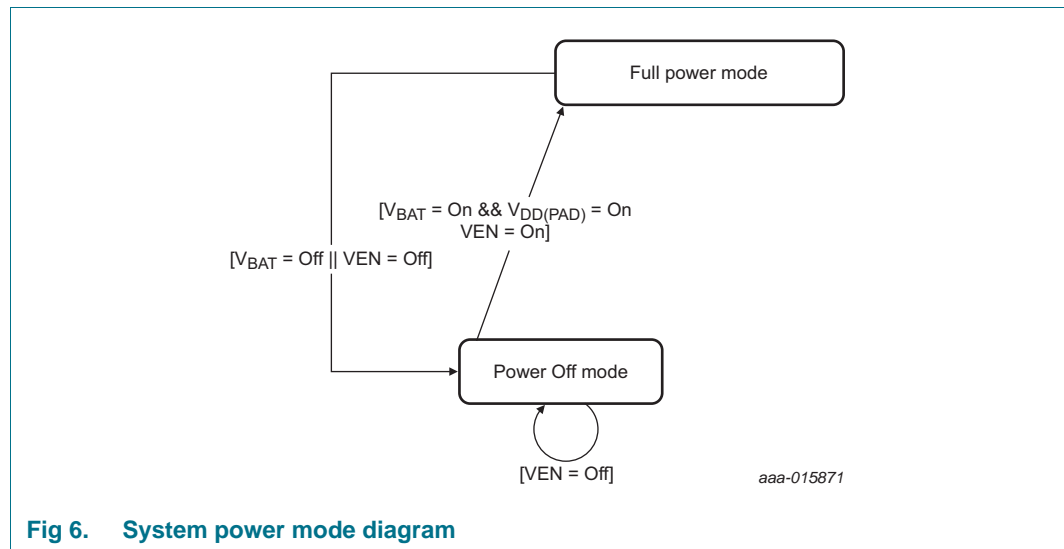 Full power mode
[VBAT = On && VDD(PAD) = On
VEN = On]
[VBAT = Off || VEN = Off]
Power Off mode
[VEN = Off]
aaa-015871
Fig 6. System power mode diagram